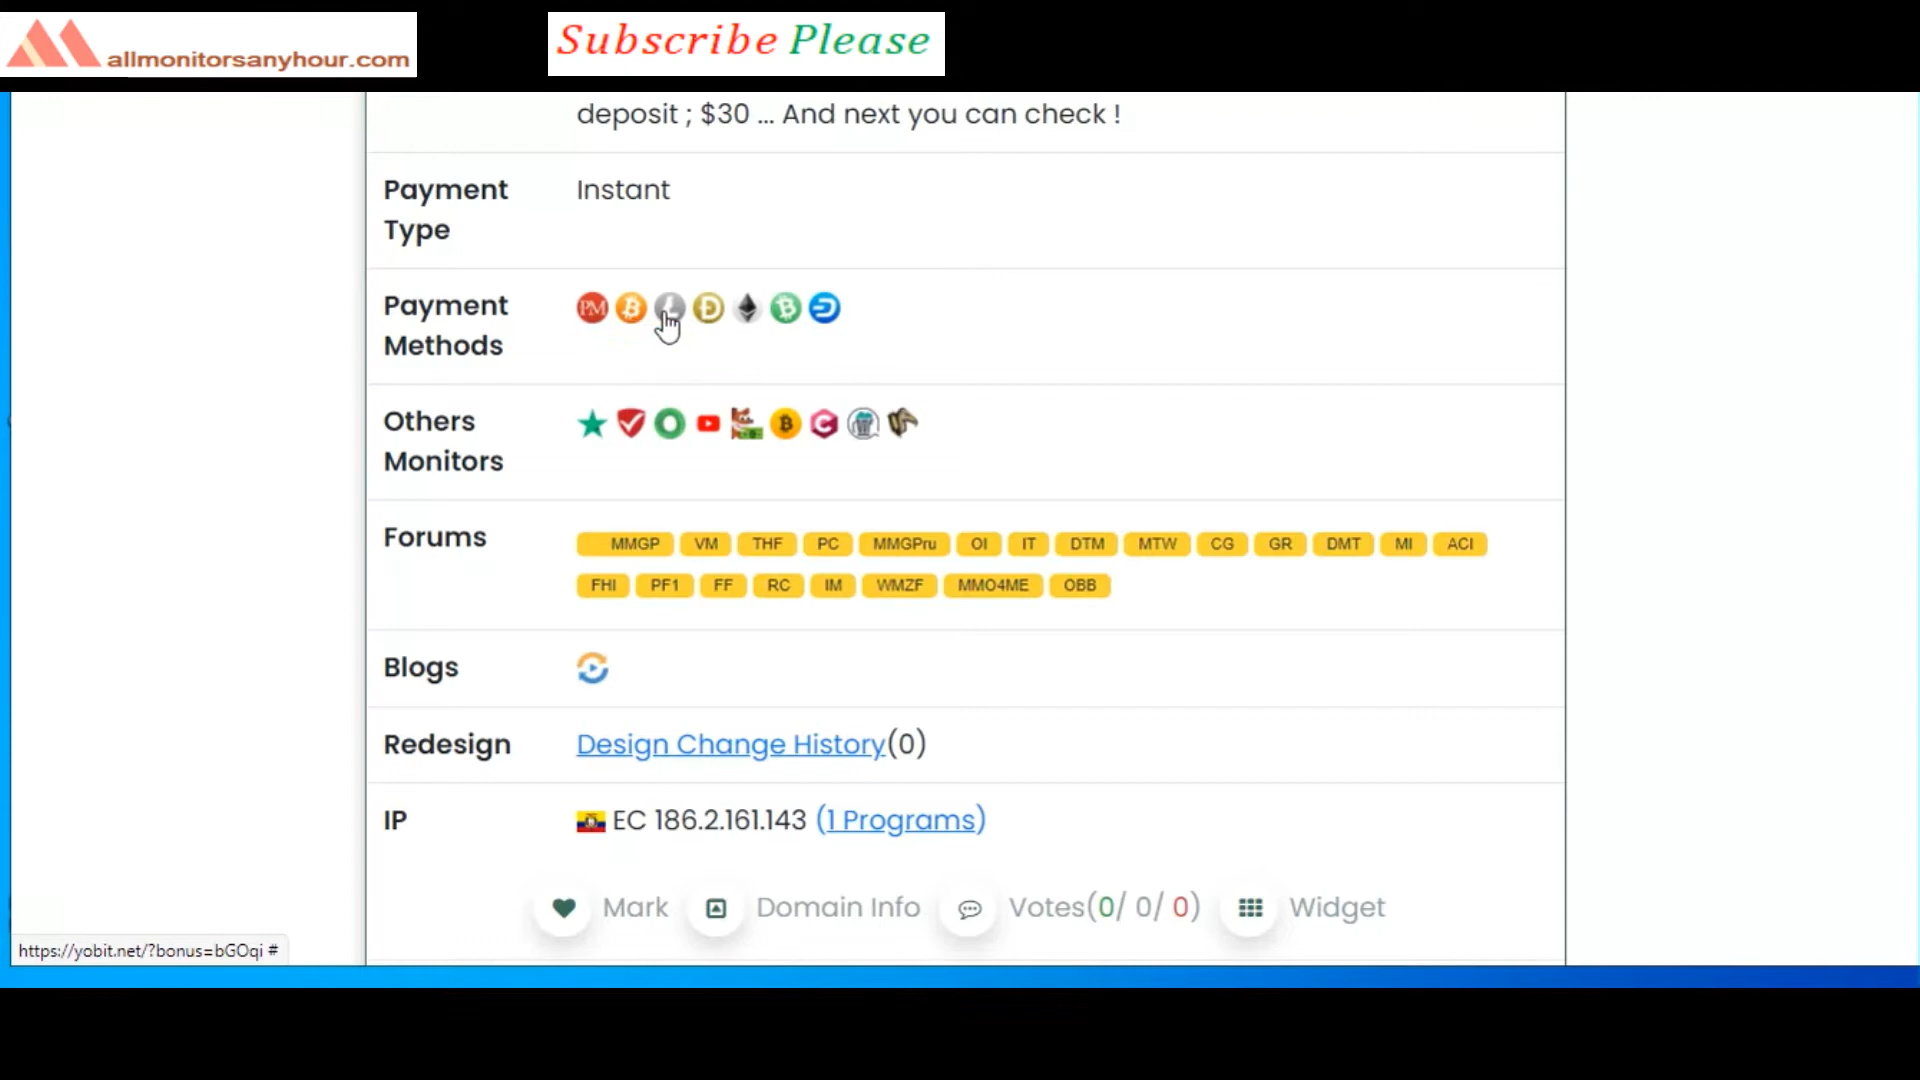 allmonitorsanyhour.com
Subscribe Please
deposit ; $30 ... And next you can check !
Payment Type
Instant
Payment Methods
PM
Others Monitors
Forums
MMGP VM THF PC MMGPru OI IT DTM MTW CG GR DMT MI ACI
FHI PF1 FF RC IM WMZF MMO4ME OBB
Blogs
Redesign
Design Change History(0)
IP
EC 186.2.161.143 (1 Programs)
Mark Domain Info Votes(0/ 0/ 0) Widget
https://yobit.net/?bonus=bGOqi #